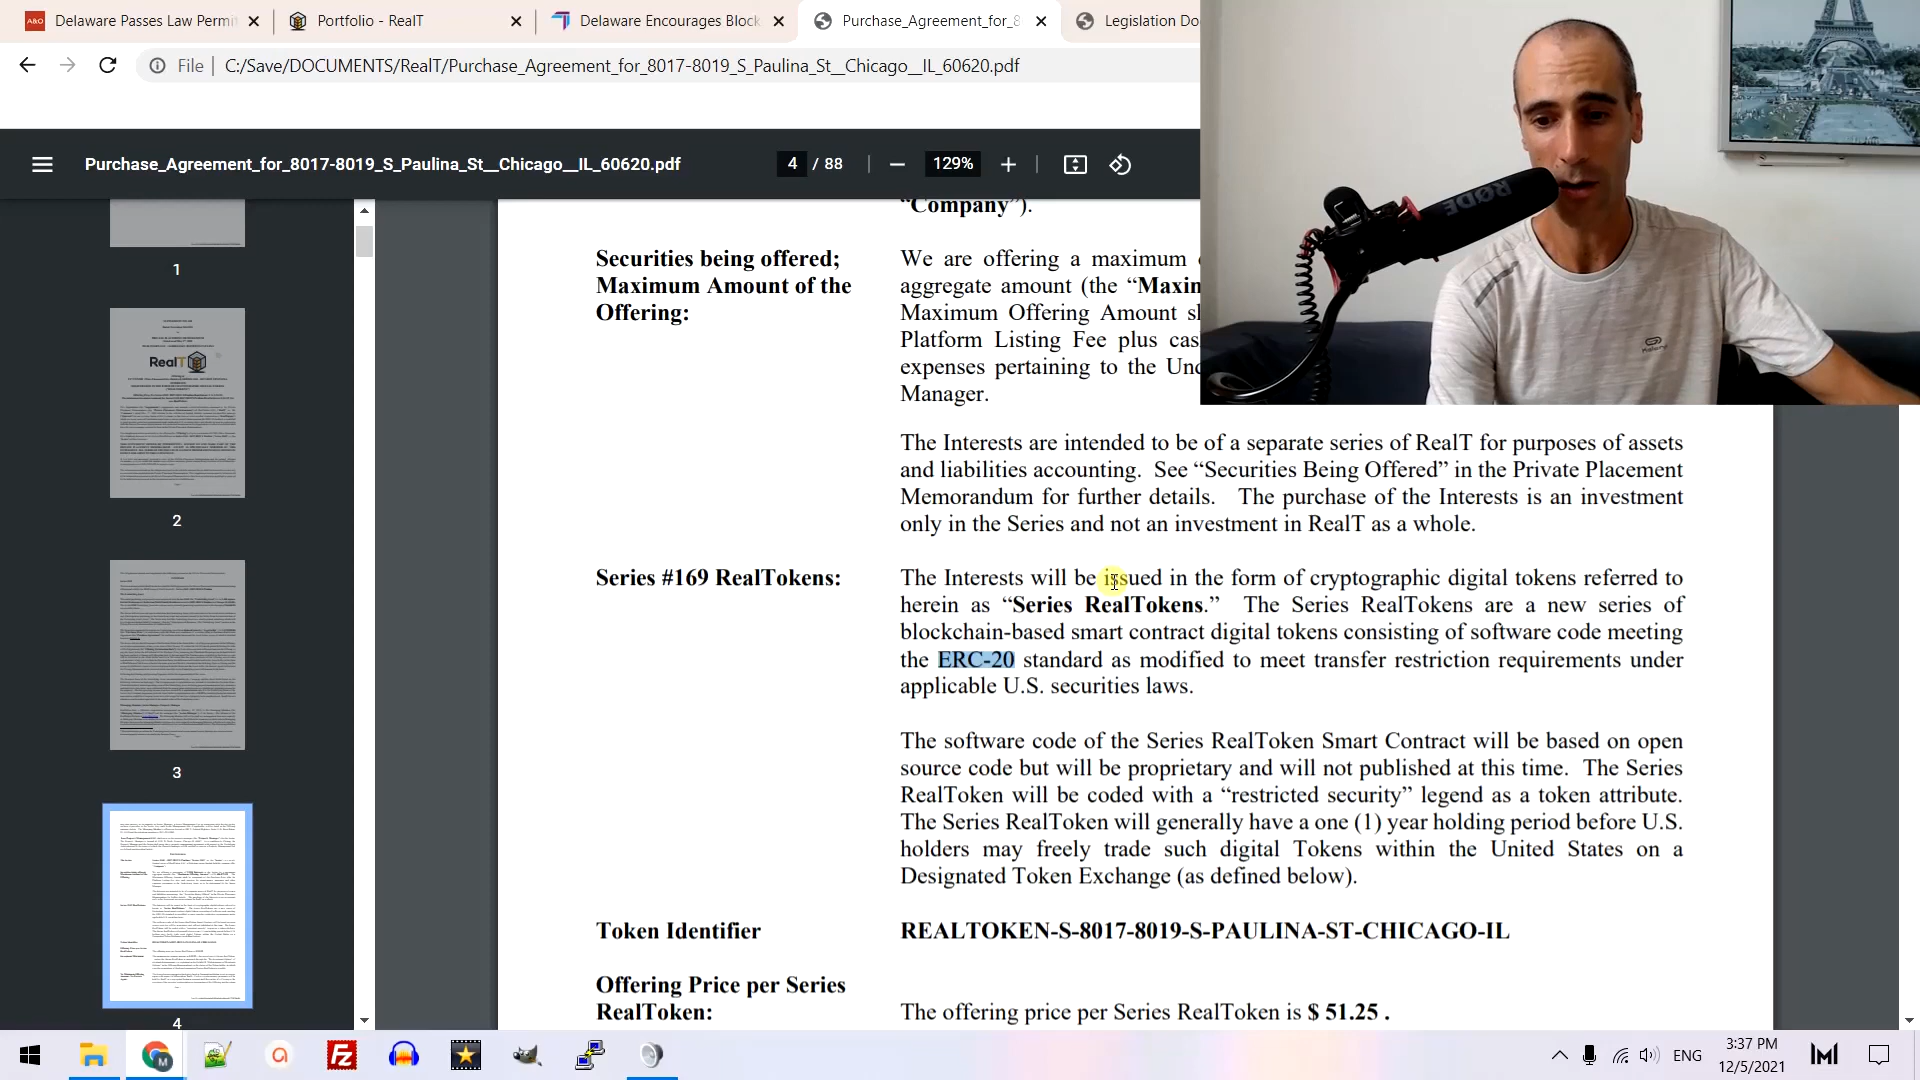 Delaware Passes Law Permi
Portfolio - RealT
Delaware Encourages Block
Purchase_Agreement_for_8
Legislation Do
File
C:/Save/DOCUMENTS/RealT/Purchase_Agreement_for_8017-8019_S_Paulina_St__Chicago__IL_60620.pdf
Purchase_Agreement_for_8017-8019_S_Paulina_St__Chicago__IL_60620.pdf
4 / 88
129%
1
RealT
2
3
4
"Company").
Securities being offered;
Maximum Amount of the
Offering:
We are offering a maximum
aggregate amount (the "Maxin
Maximum Offering Amount sh
Platform Listing Fee plus cas
expenses pertaining to the Und
Manager.
The Interests are intended to be of a separate series of RealT for purposes of assets
and liabilities accounting. See "Securities Being Offered" in the Private Placement
Memorandum for further details. The purchase of the Interests is an investment
only in the Series and not an investment in RealT as a whole.
Series #169 RealTokens:
The Interests will be issued in the form of cryptographic digital tokens referred to
herein as "Series RealTokens." The Series RealTokens are a new series of
blockchain-based smart contract digital tokens consisting of software code meeting
the ERC-20 standard as modified to meet transfer restriction requirements under
applicable U.S. securities laws.
The software code of the Series RealToken Smart Contract will be based on open
source code but will be proprietary and will not published at this time. The Series
RealToken will be coded with a "restricted security" legend as a token attribute.
The Series RealToken will generally have a one (1) year holding period before U.S.
holders may freely trade such digital Tokens within the United States on a
Designated Token Exchange (as defined below).
Token Identifier
REALTOKEN-S-8017-8019-S-PAULINA-ST-CHICAGO-IL
Offering Price per Series
RealToken:
The offering price per Series RealToken is $ 51.25 .
RØDE
ENG
3:37 PM
12/5/2021